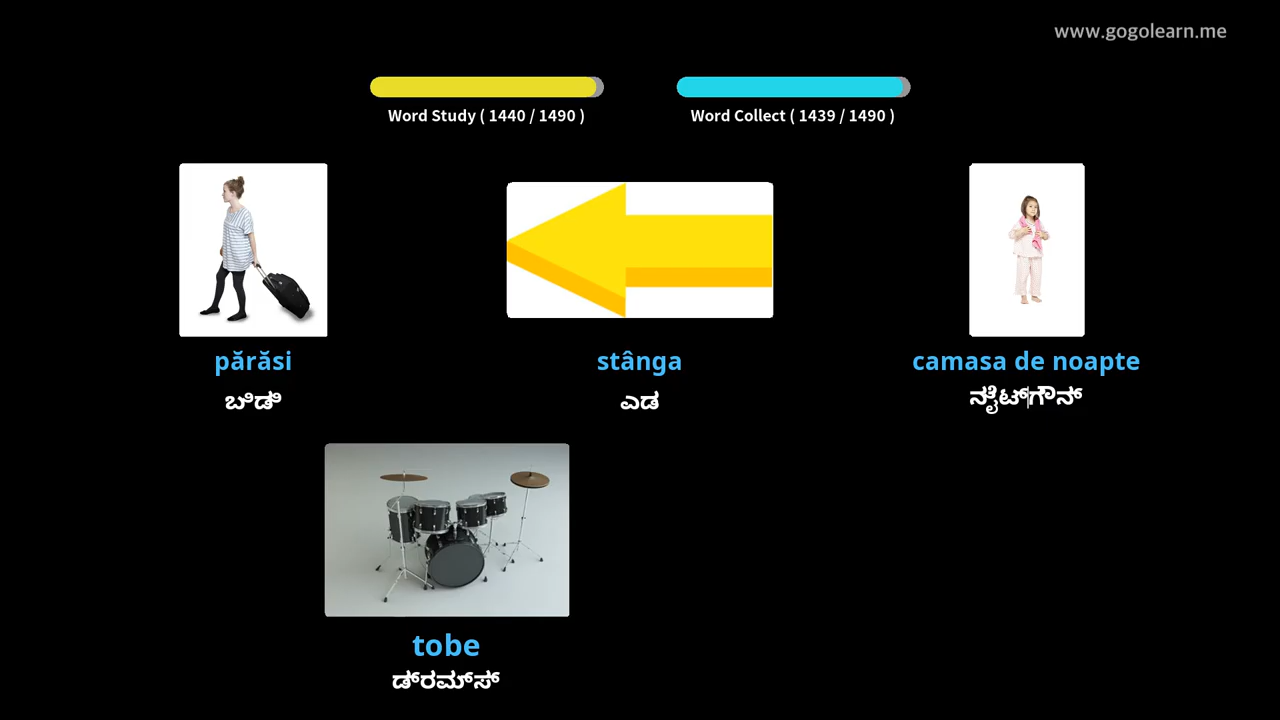 www.gogolearn.me
Word Study ( 1440 / 1490 )
Word Collect ( 1439 / 1490 )
părăsi
stânga
camasa de noapte
ಬಿಡಿ
ಎಡ
ನೈಟ್‌ಗೌನ್
tobe
ಡ್ರಮ್ಸ್